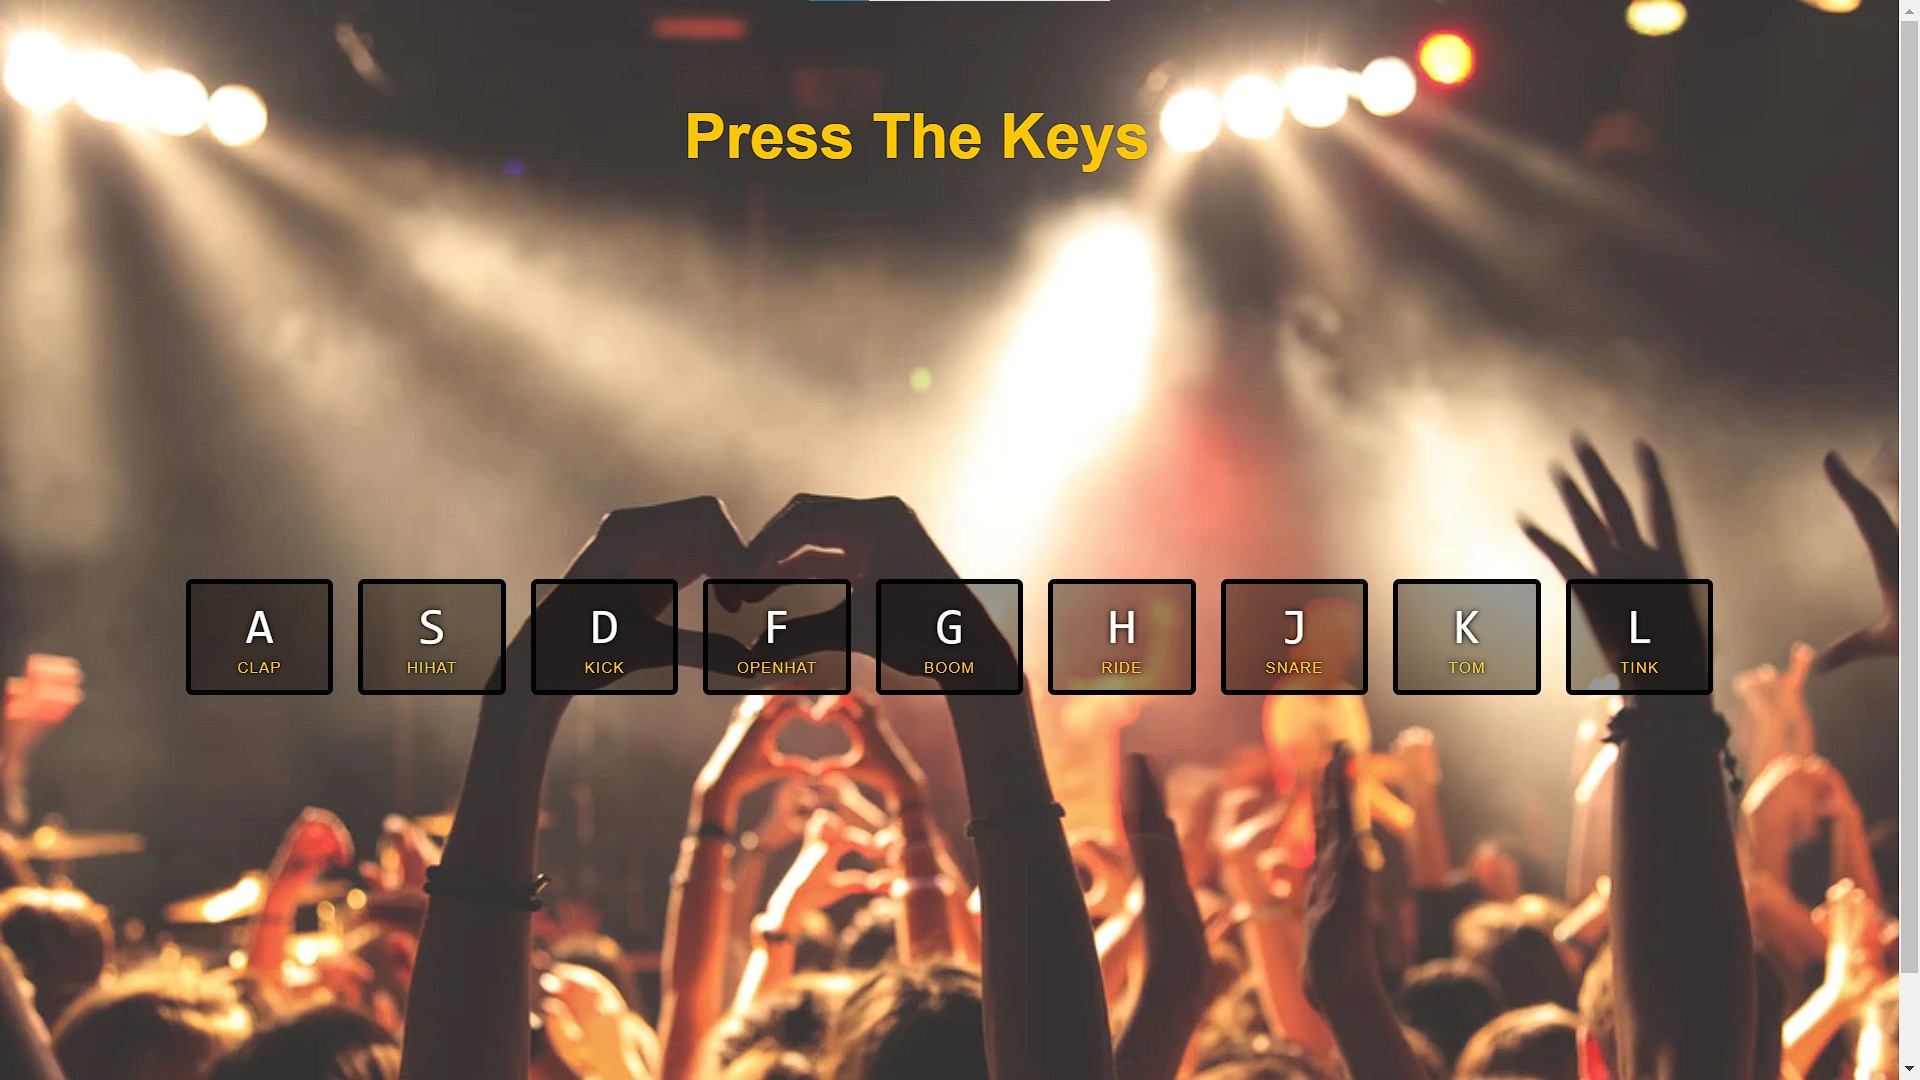 Press The Keys
A S D F G H J K L
CLAP HIHAT KICK OPENHAT BOOM RIDE SNARE TOM TINK